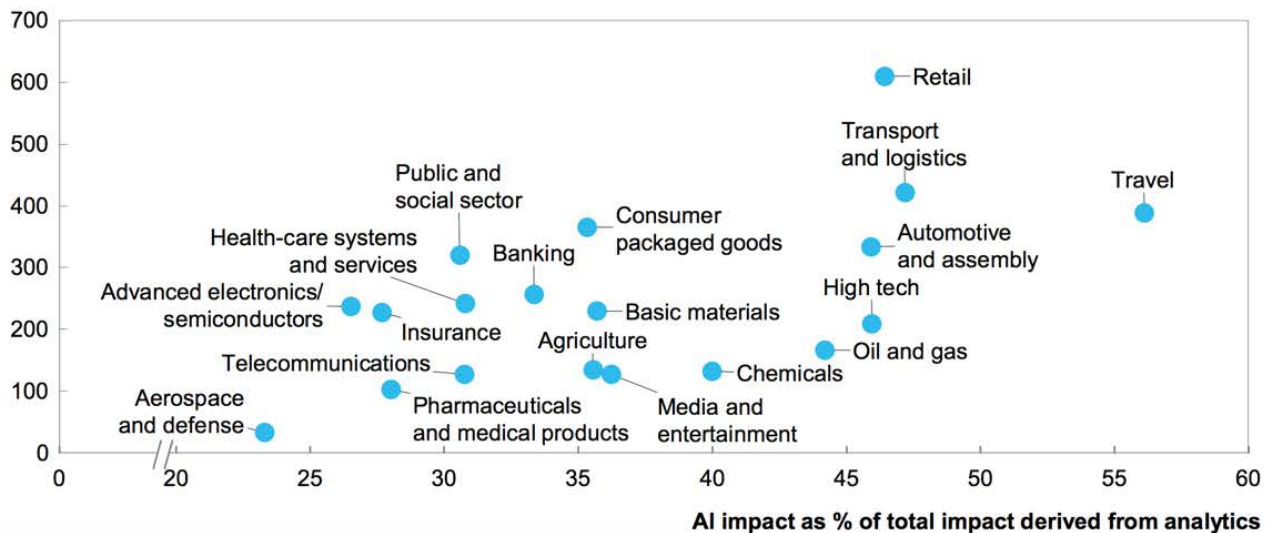 700
600
500
400
300
200
100
0
Retail
Transport
and logistics
Travel
Public and
social sector
Consumer
packaged goods
Automotive
and assembly
Health-care systems
and services
Banking
High tech
Advanced electronics/
semiconductors
Insurance
Basic materials
Agriculture
Oil and gas
Telecommunications
Chemicals
Aerospace
and defense
Pharmaceuticals
and medical products
Media and
entertainment
0 20 25 30 35 40 45 50 55 60
AI impact as % of total impact derived from analytics